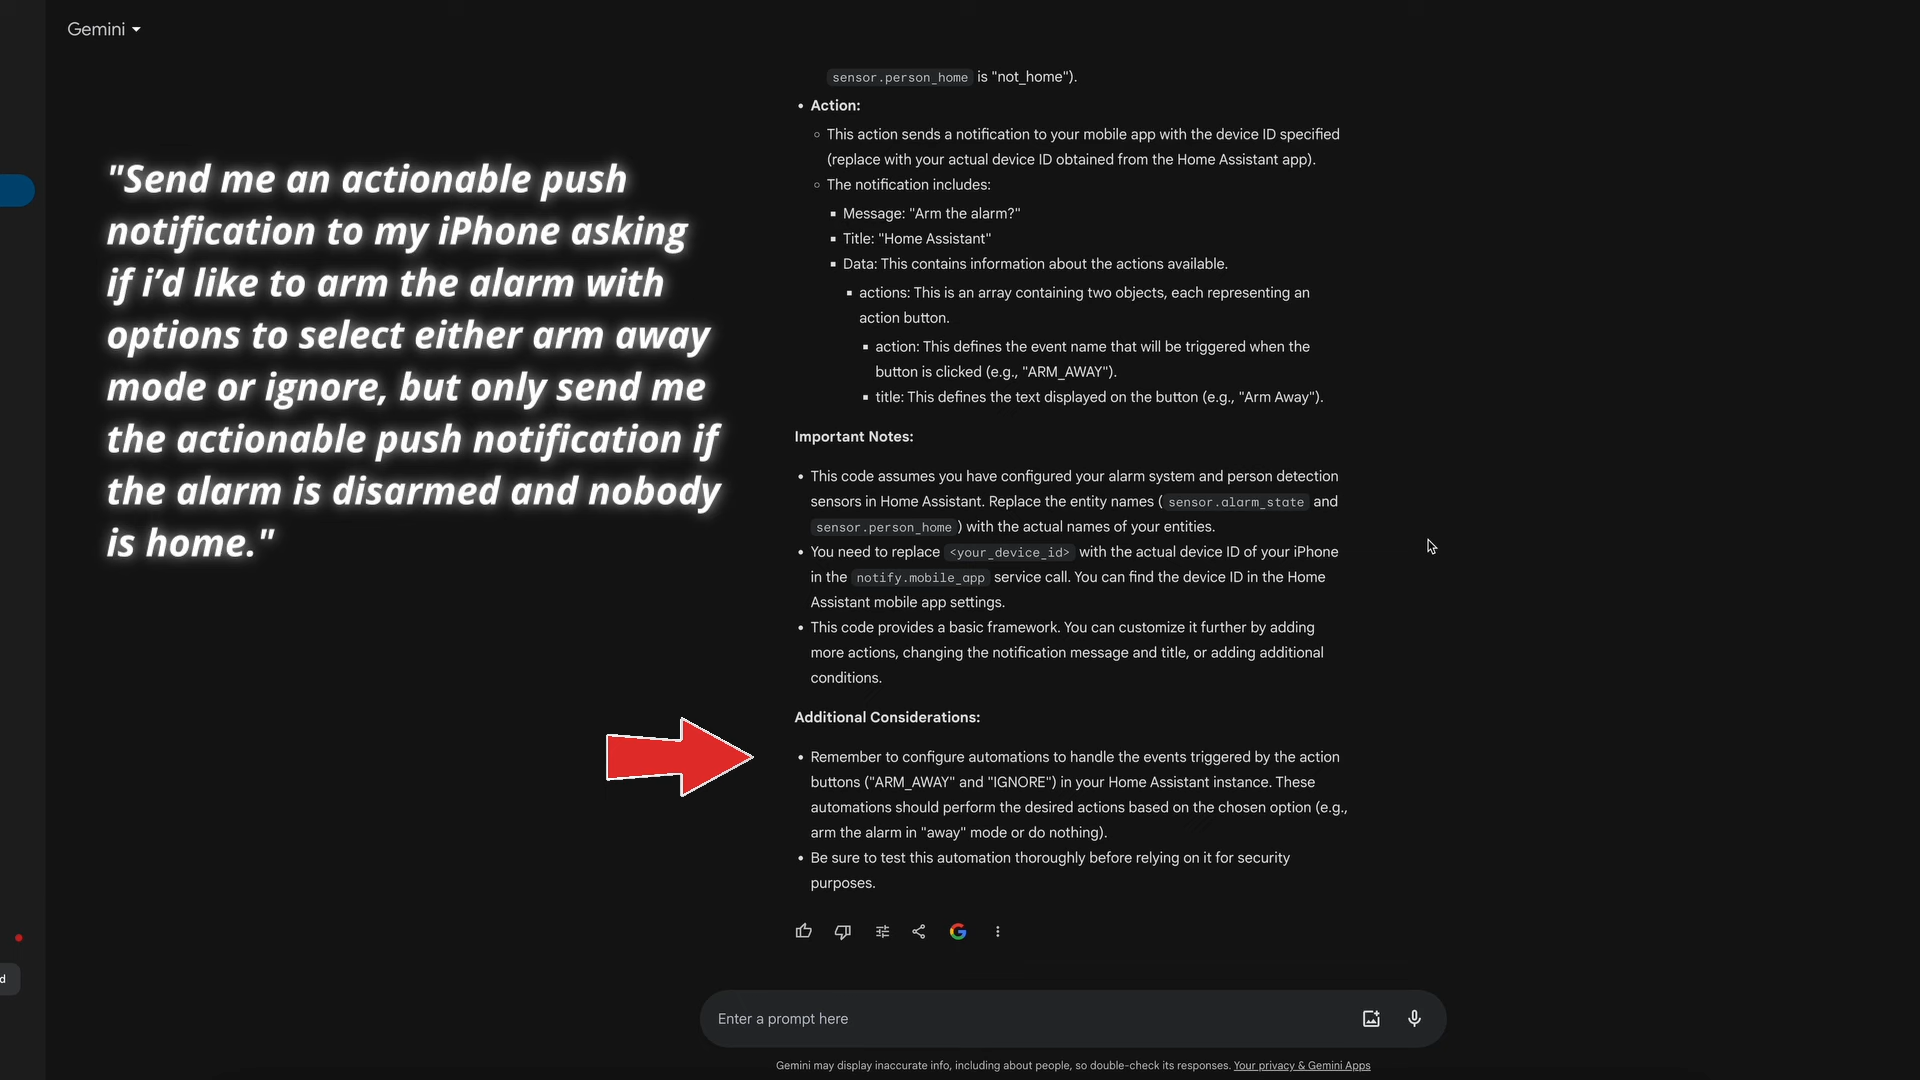 Gemini
sensor.person_home is "not_home").
• Action:
◦ This action sends a notification to your mobile app with the device ID specified
(replace with your actual device ID obtained from the Home Assistant app).
◦ The notification includes:
▪ Message: "Arm the alarm?"
▪ Title: "Home Assistant"
▪ Data: This contains information about the actions available.
▪ actions: This is an array containing two objects, each representing an
action button.
▪ action: This defines the event name that will be triggered when the
button is clicked (e.g., "ARM_AWAY").
▪ title: This defines the text displayed on the button (e.g., "Arm Away").
Important Notes:
• This code assumes you have configured your alarm system and person detection
sensors in Home Assistant. Replace the entity names ( sensor.alarm_state and
sensor.person_home ) with the actual names of your entities.
• You need to replace <your_device_id> with the actual device ID of your iPhone
in the notify.mobile_app service call. You can find the device ID in the Home
Assistant mobile app settings.
• This code provides a basic framework. You can customize it further by adding
more actions, changing the notification message and title, or adding additional
conditions.
Additional Considerations:
• Remember to configure automations to handle the events triggered by the action
buttons ("ARM_AWAY" and "IGNORE") in your Home Assistant instance. These
automations should perform the desired actions based on the chosen option (e.g.,
arm the alarm in "away" mode or do nothing).
• Be sure to test this automation thoroughly before relying on it for security
purposes.
"Send me an actionable push
notification to my iPhone asking
if i'd like to arm the alarm with
options to select either arm away
mode or ignore, but only send me
the actionable push notification if
the alarm is disarmed and nobody
is home."
d
Enter a prompt here
Gemini may display inaccurate info, including about people, so double-check its responses. Your privacy & Gemini Apps